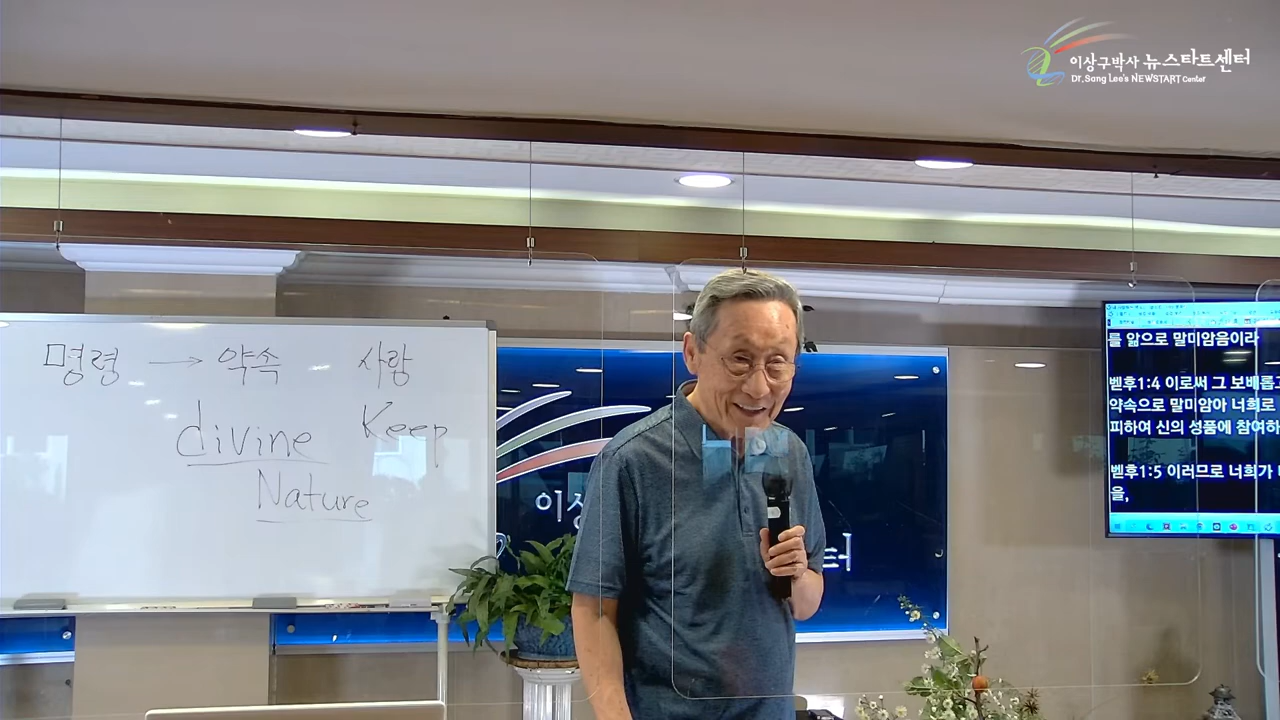 이상구박사 뉴스타트센터
Dr. Sang Lee's NEWSTART Center
명령 → 약속 사랑
divine Keep
Nature
이상
터
를 앎으로 말미암음이라
벧후1:4 이로써 그 보배롭고
약속으로 말미암아 너희로
피하여 신의 성품에 참여하
벧후1:5 이러므로 너희가
을,